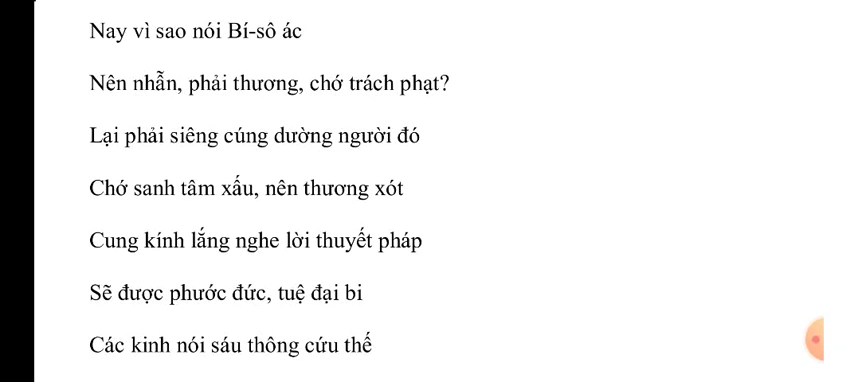 Nay vì sao nói Bí-sô ác
Nên nhẫn, phải thương, chớ trách phạt?
Lại phải siêng cúng dường người đó
Chớ sanh tâm xấu, nên thương xót
Cung kính lắng nghe lời thuyết pháp
Sẽ được phước đức, tuệ đại bi
Các kinh nói sáu thông cứu thế